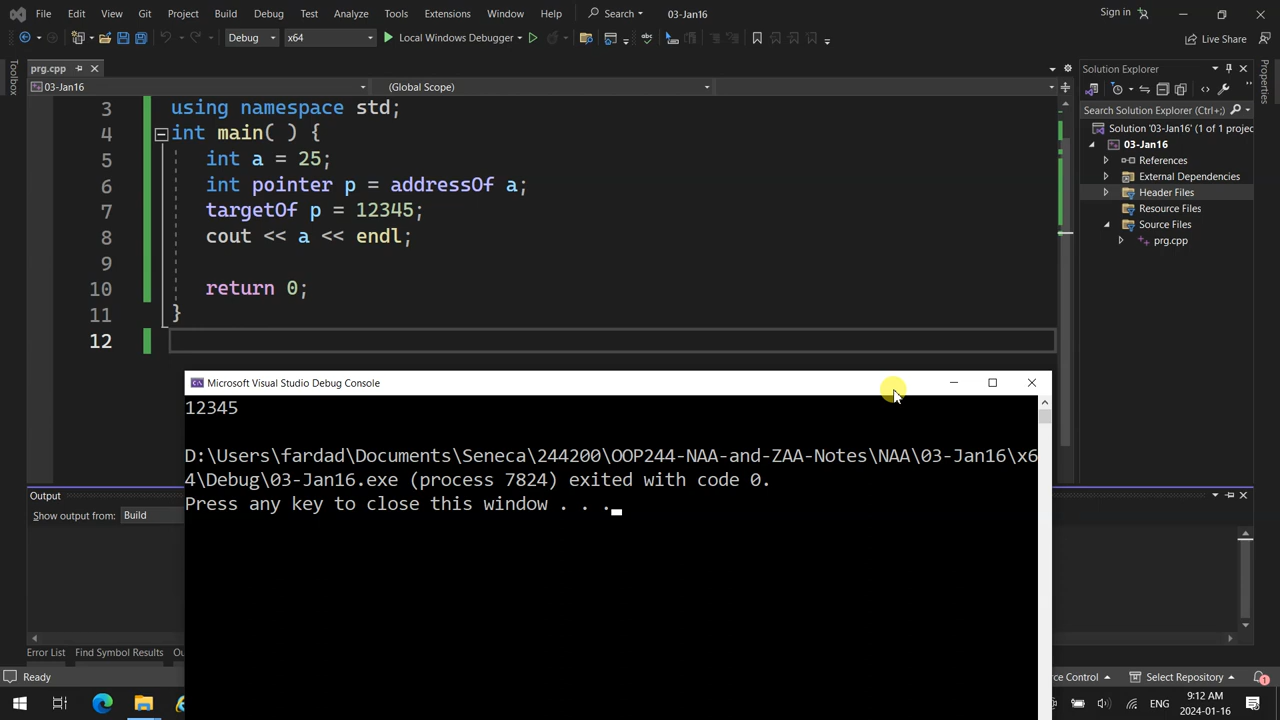 File Edit View Git Project Build Debug Test Analyze Tools Extensions Window Help Search 03-Jan16 Sign in
Debug x64 Local Windows Debugger Live Share
Toolbox
prg.cpp
03-Jan16 (Global Scope)
3 using namespace std;
4 int main( ) {
5 int a = 25;
6 int pointer p = addressOf a;
7 targetOf p = 12345;
8 cout << a << endl;
9
10 return 0;
11 }
12
Solution Explorer
Search Solution Explorer (Ctrl+;)
Solution '03-Jan16' (1 of 1 projec
03-Jan16
References
External Dependencies
Header Files
Resource Files
Source Files
prg.cpp
Properties
Microsoft Visual Studio Debug Console
12345
D:\Users\fardad\Documents\Seneca\244200\OOP244-NAA-and-ZAA-Notes\NAA\03-Jan16\x6
4\Debug\03-Jan16.exe (process 7824) exited with code 0.
Press any key to close this window . . .
Output
Show output from: Build
Error List Find Symbol Results Ou
Ready
rce Control Select Repository 1
ENG 9:12 AM
2024-01-16